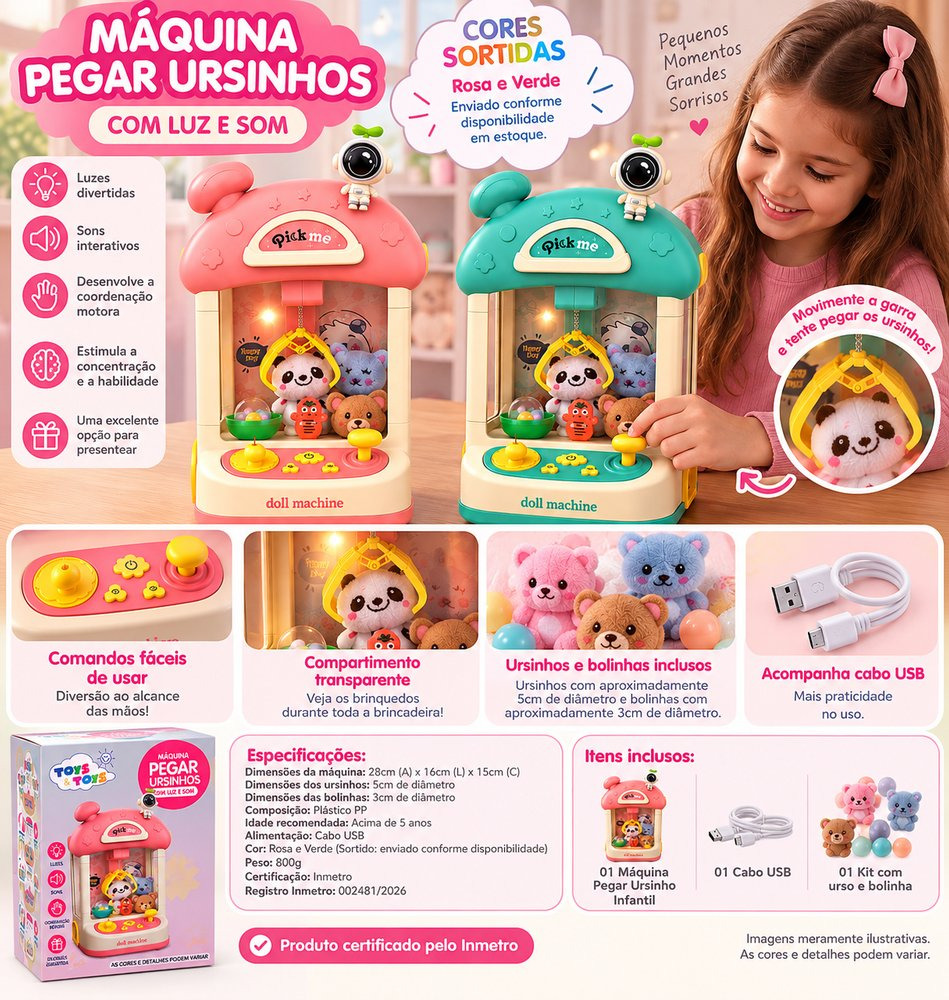 MÁQUINA
PEGAR URSINHOS
COM LUZ E SOM
CORES
SORTIDAS
Rosa e Verde
Enviado conforme
disponibilidade
em estoque.
Pequenos
Momentos
Grandes
Sorrisos
Luzes
divertidas
Sons
interativos
Desenvolve a
coordenação
motora
Estimula a
concentração
e a habilidade
Uma excelente
opção para
presentear
Pick me
doll machine
Pick me
doll machine
Movimente a garra
e tente pegar os ursinhos!
Comandos fáceis
de usar
Diversão ao alcance
das mãos!
Compartimento
transparente
Veja os brinquedos
durante toda a brincadeira!
Ursinhos e bolinhas inclusos
Ursinhos com aproximadamente
5cm de diâmetro e bolinhas com
aproximadamente 3cm de diâmetro.
Acompanha cabo USB
Mais praticidade
no uso.
TOYS
& TOYS
MÁQUINA
PEGAR
URSINHOS
COM LUZ E SOM
Pick me
LUZES
SONS
doll machine
AS CORES E DETALHES PODEM VARIAR
Especificações:
Dimensões da máquina: 28cm (A) x 16cm (L) x 15cm (C)
Dimensões dos ursinhos: 5cm de diâmetro
Dimensões das bolinhas: 3cm de diâmetro
Composição: Plástico PP
Idade recomendada: Acima de 5 anos
Alimentação: Cabo USB
Cor: Rosa e Verde (Sortido: enviado conforme disponibilidade)
Peso: 800g
Certificação: Inmetro
Registro Inmetro: 002481/2026
Produto certificado pelo Inmetro
Itens inclusos:
01 Máquina
Pegar Ursinho
Infantil
01 Cabo USB
01 Kit com
urso e bolinha
Imagens meramente ilustrativas.
As cores e detalhes podem variar.